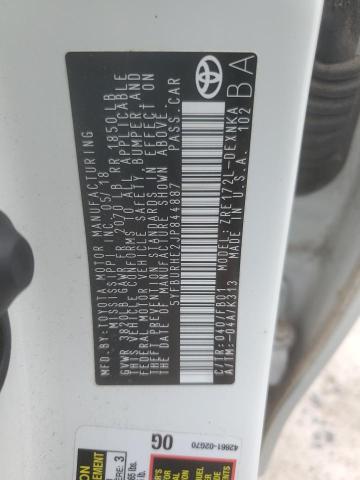 MFD.BY:TOYOTA MOTOR MANUFACTURING
MISSISSIPPI,INC. 05/18
GVWR 3820LB GAWR FR 2070 LB RR 1850 LB
THIS VEHICLE CONFORMS TO ALL APPLICABLE
FEDERAL MOTOR VEHICLE SAFETY, BUMPER AND
THEFT PREVENTION STANDARDS IN EFFECT ON
THE DATE OF MANUFACTURE SHOWN ABOVE.
5YFBURHE2JP844887 PASS.CAR
C/TR:040/FB01
A/TM:-04A/K313
MODEL:ZRE172L-DEXNKA
MADE IN U.S.A. 102
BA
42661-02G70
0G